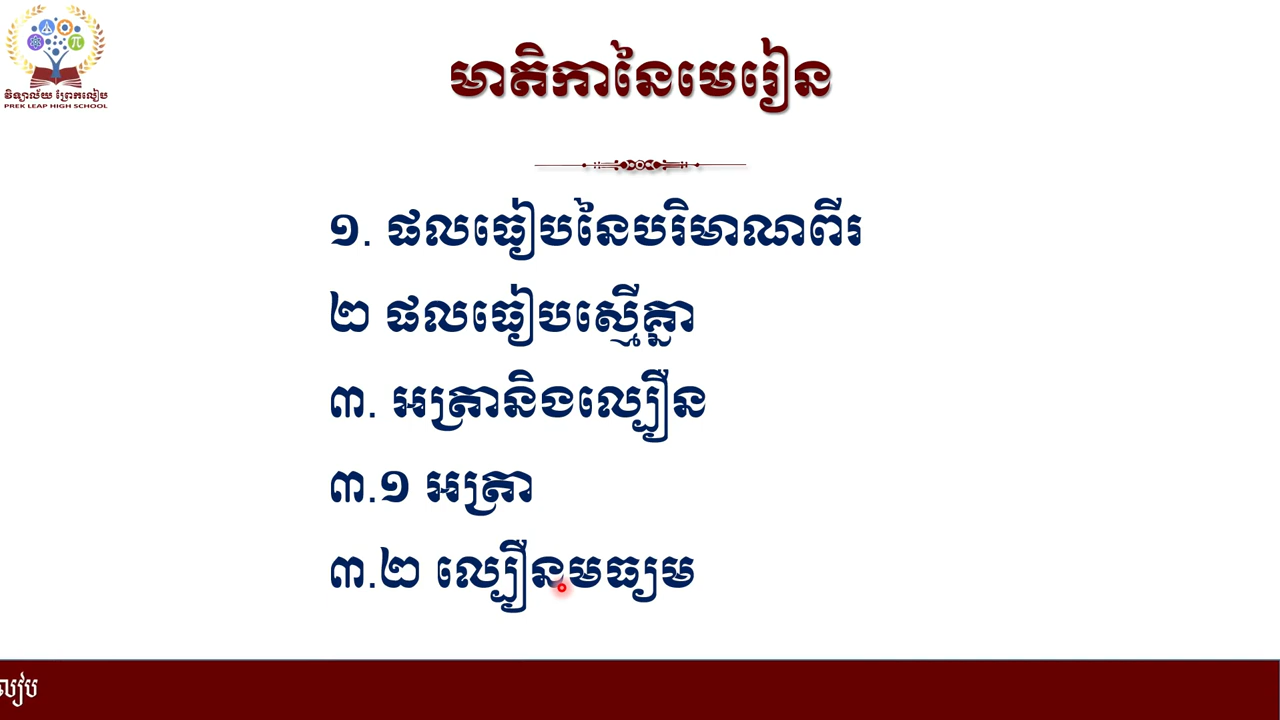 វិទ្យាល័យ ព្រែកលៀប
PREK LEAP HIGH SCHOOL
មាតិកានៃមេរៀន
១. ផលធៀបនៃបរិមាណពីរ
២ ផលធៀបស្មើគ្នា
៣. អត្រានិងល្បឿន
៣.១ អត្រា
៣.២ ល្បឿនមធ្យម
លៀប